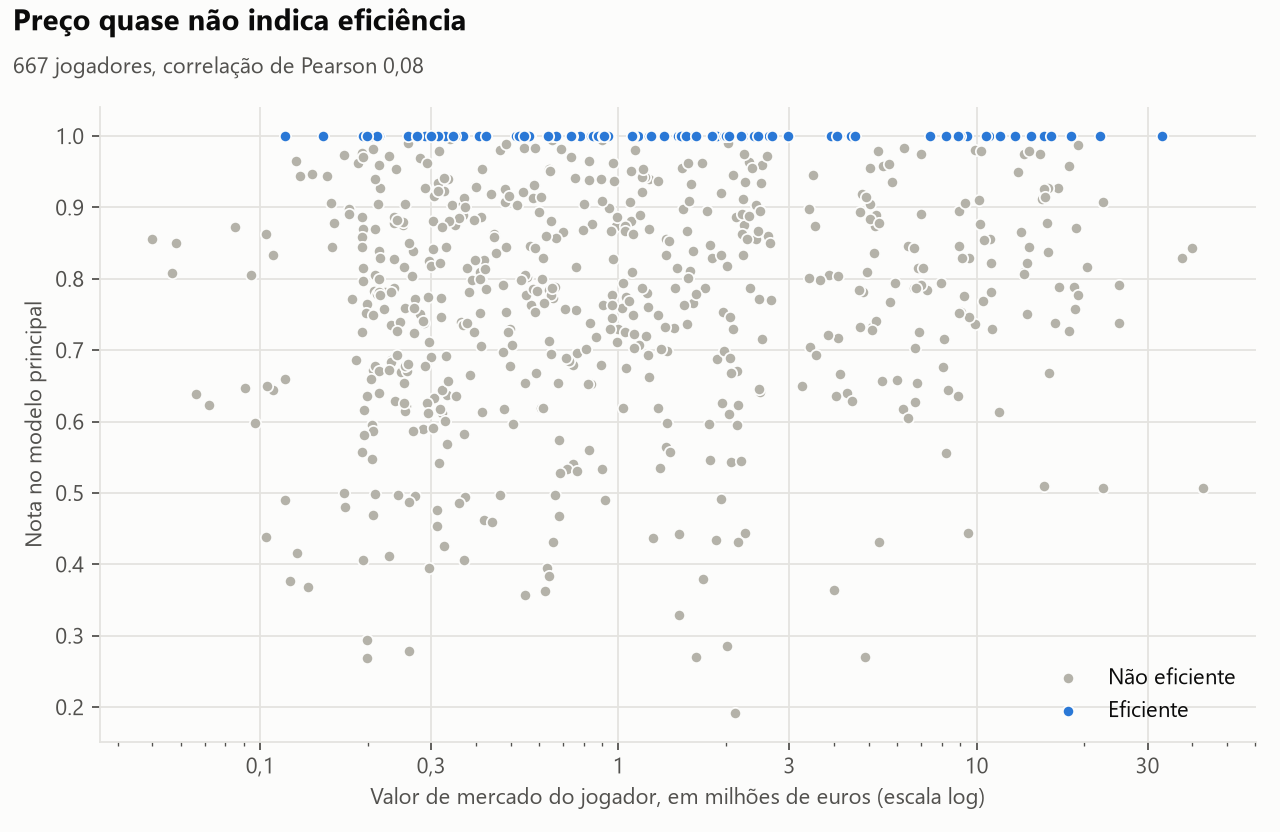 Preço quase não indica eficiência
667 jogadores, correlação de Pearson 0,08
Nota no modelo principal
1.0
0.9
0.8
0.7
0.6
0.5
0.4
0.3
0.2
Não eficiente
Eficiente
0,1 0,3 1 3 10 30
Valor de mercado do jogador, em milhões de euros (escala log)